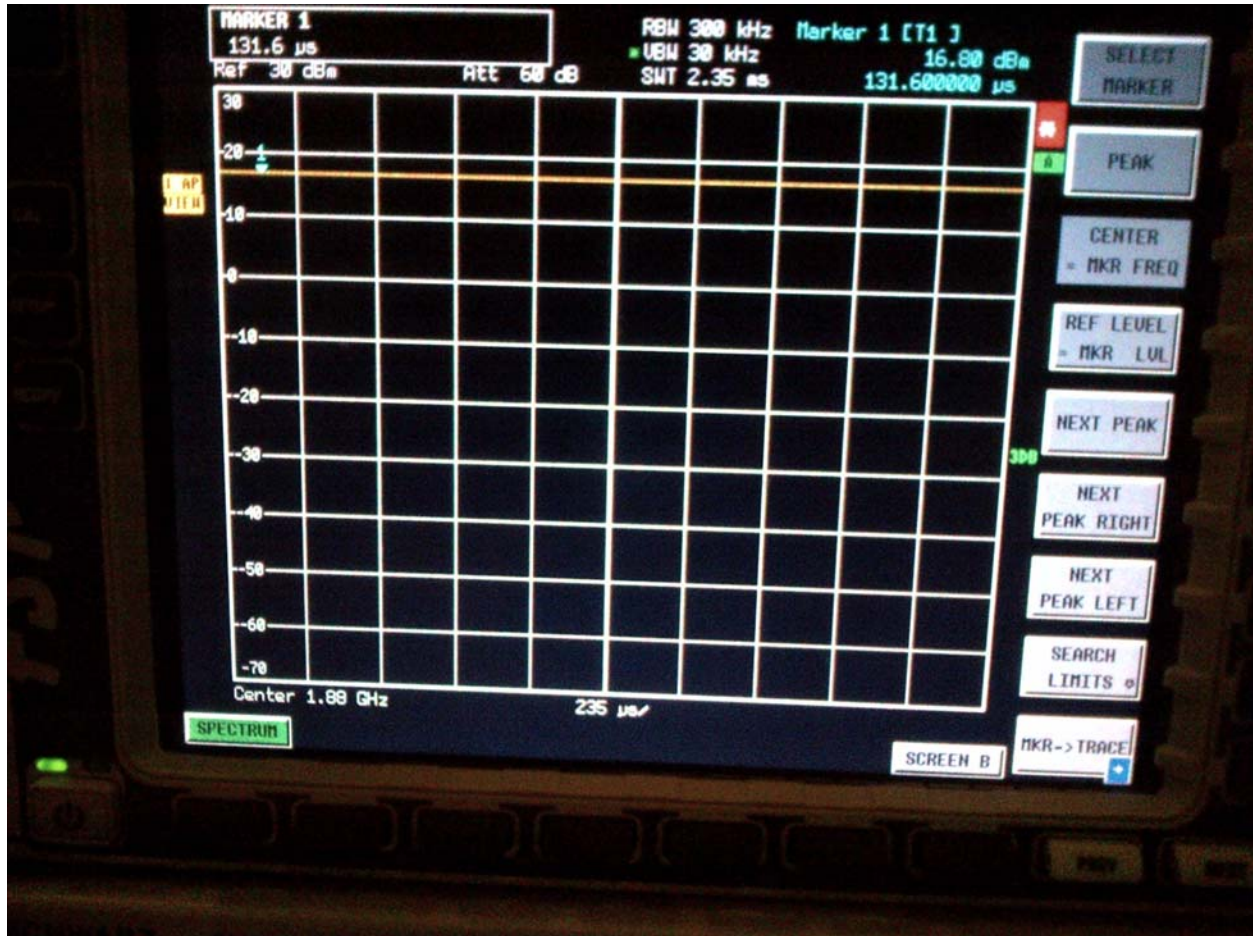 MARKER 1
131.6 µs
RBW 300 kHz
Marker 1 [T1 ]
VBW 30 kHz
16.80 dBm
Ref 30 dBm
Att 60 dB
SWT 2.35 ms
131.600000 µs
30
20
1
10
0
-10
-20
-30
-40
-50
-60
-70
1 AP
VIEW
A
3DB
Center 1.88 GHz
235 µs/
SPECTRUM
SCREEN B
SELECT
MARKER
PEAK
CENTER
= MKR FREQ
REF LEVEL
= MKR LVL
NEXT PEAK
NEXT
PEAK RIGHT
NEXT
PEAK LEFT
SEARCH
LIMITS
MKR->TRACE
PREV